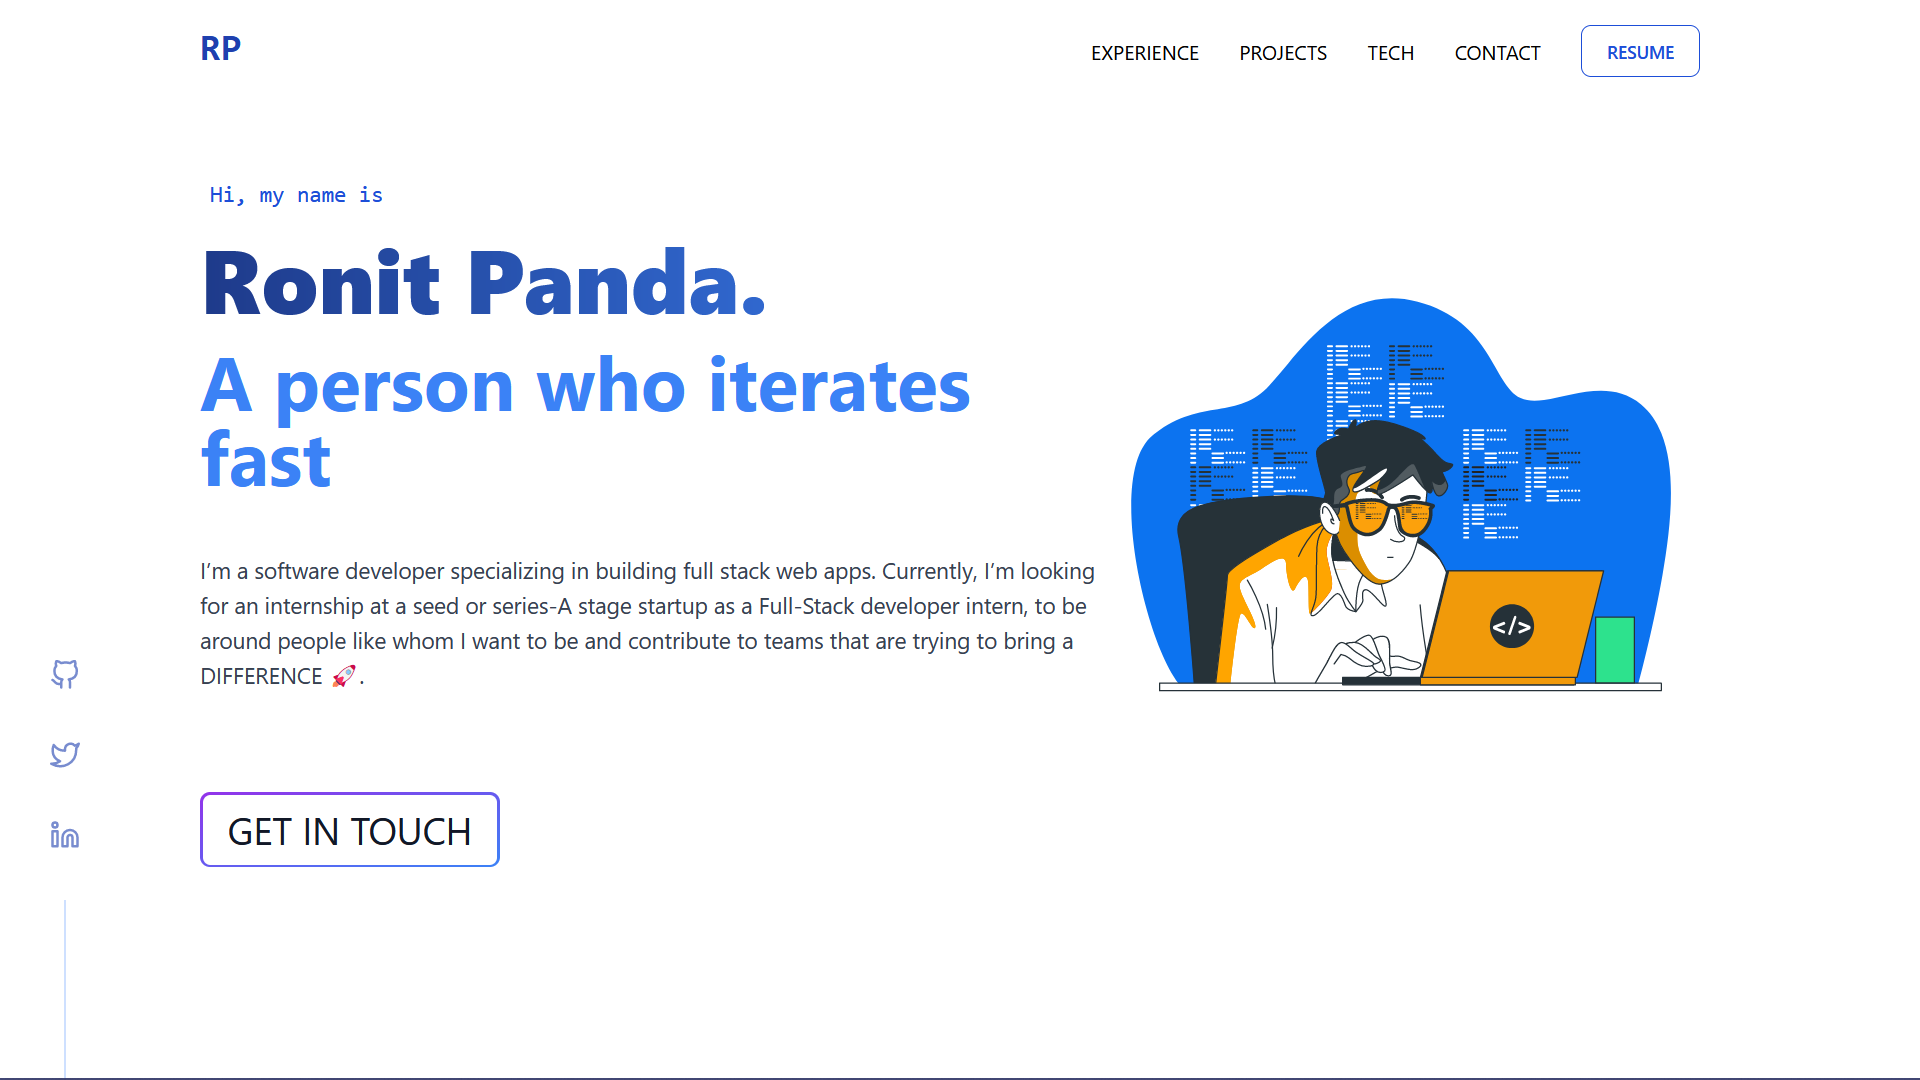 RP
EXPERIENCE PROJECTS TECH CONTACT RESUME
Hi, my name is
Ronit Panda.
A person who iterates
fast
I’m a software developer specializing in building full stack web apps. Currently, I’m looking
for an internship at a seed or series-A stage startup as a Full-Stack developer intern, to be
around people like whom I want to be and contribute to teams that are trying to bring a
DIFFERENCE 🚀.
</>
GET IN TOUCH